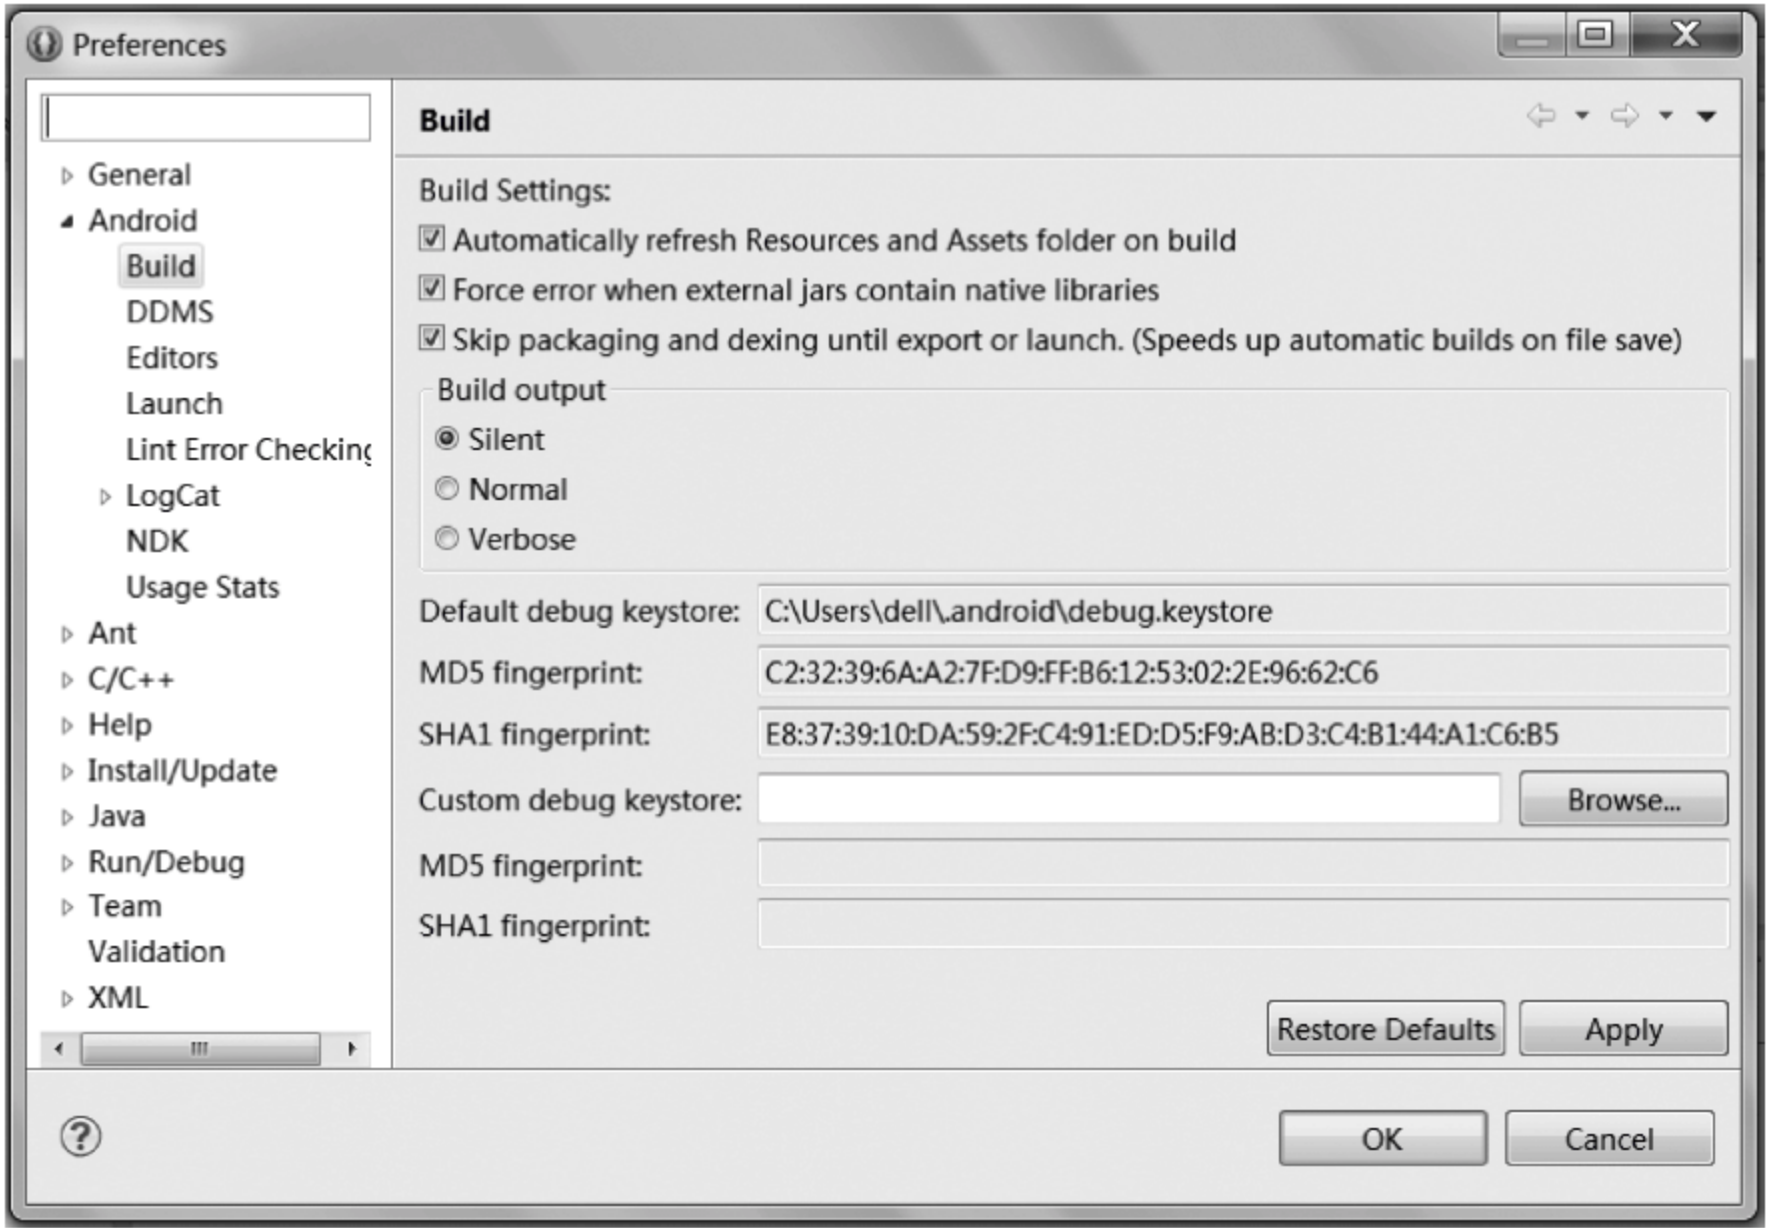 Preferences
General
Android
Build
DDMS
Editors
Launch
Lint Error Checking
LogCat
NDK
Usage Stats
Ant
C/C++
Help
Install/Update
Java
Run/Debug
Team
Validation
XML
Build
Build Settings:
Automatically refresh Resources and Assets folder on build
Force error when external jars contain native libraries
Skip packaging and dexing until export or launch. (Speeds up automatic builds on file save)
Build output
Silent
Normal
Verbose
Default debug keystore: C:\Users\dell\.android\debug.keystore
MD5 fingerprint: C2:32:39:6A:A2:7F:D9:FF:B6:12:53:02:2E:96:62:C6
SHA1 fingerprint: E8:37:39:10:DA:59:2F:C4:91:ED:D5:F9:AB:D3:C4:B1:44:A1:C6:B5
Custom debug keystore: Browse...
MD5 fingerprint:
SHA1 fingerprint:
Restore Defaults Apply
? OK Cancel